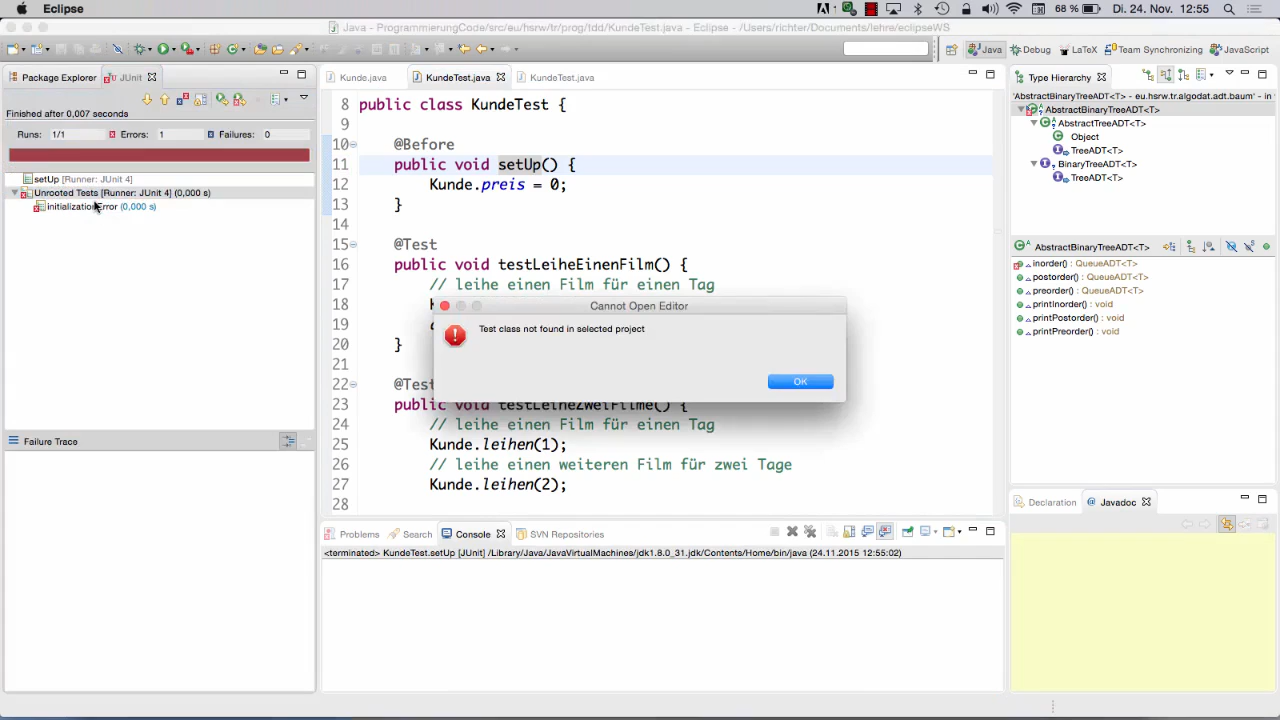 Eclipse
68 %
Di. 24. Nov. 12:55
Java - ProgrammierungCode/src/eu/hsrw/tr/prog/tdd/KundeTest.java - Eclipse - /Users/richter/Documents/lehre/eclipseWS
Java
Debug
LaTeX
Team Synchronizing
JavaScript
Package Explorer
JUnit
Finished after 0,007 seconds
Runs: 1/1
Errors: 1
Failures: 0
setUp [Runner: JUnit 4]
Unrooted Tests [Runner: JUnit 4] (0,000 s)
(0,000 s)
Failure Trace
Kunde.java
KundeTest.java
KundeTest.java
8 public class KundeTest {
9
10 @Before
11 public void setUp() {
12 Kunde.preis = 0;
13 }
14
15 @Test
16 public void testLeiheEinenFilm() {
17 // leihe einen Film für einen Tag
18
19
20 }
21
22 @Test
23 public void testLeiheZweiFilme() {
24 // leihe einen Film für einen Tag
25 Kunde.leihen(1);
26 // leihe einen weiteren Film für zwei Tage
27 Kunde.leihen(2);
28
Cannot Open Editor
Test class not found in selected project
OK
Problems
Search
Console
SVN Repositories
<terminated> KundeTest.setUp [JUnit] /Library/Java/JavaVirtualMachines/jdk1.8.0_31.jdk/Contents/Home/bin/java (24.11.2015 12:55:02)
Type Hierarchy
'AbstractBinaryTreeADT<T>' - eu.hsrw.tr.algodat.adt.baum - in
AbstractBinaryTreeADT<T>
AbstractTreeADT<T>
Object
TreeADT<T>
BinaryTreeADT<T>
TreeADT<T>
AbstractBinaryTreeADT<T>
inorder() : QueueADT<T>
postorder() : QueueADT<T>
preorder() : QueueADT<T>
printInorder() : void
printPostorder() : void
printPreorder() : void
Declaration
Javadoc